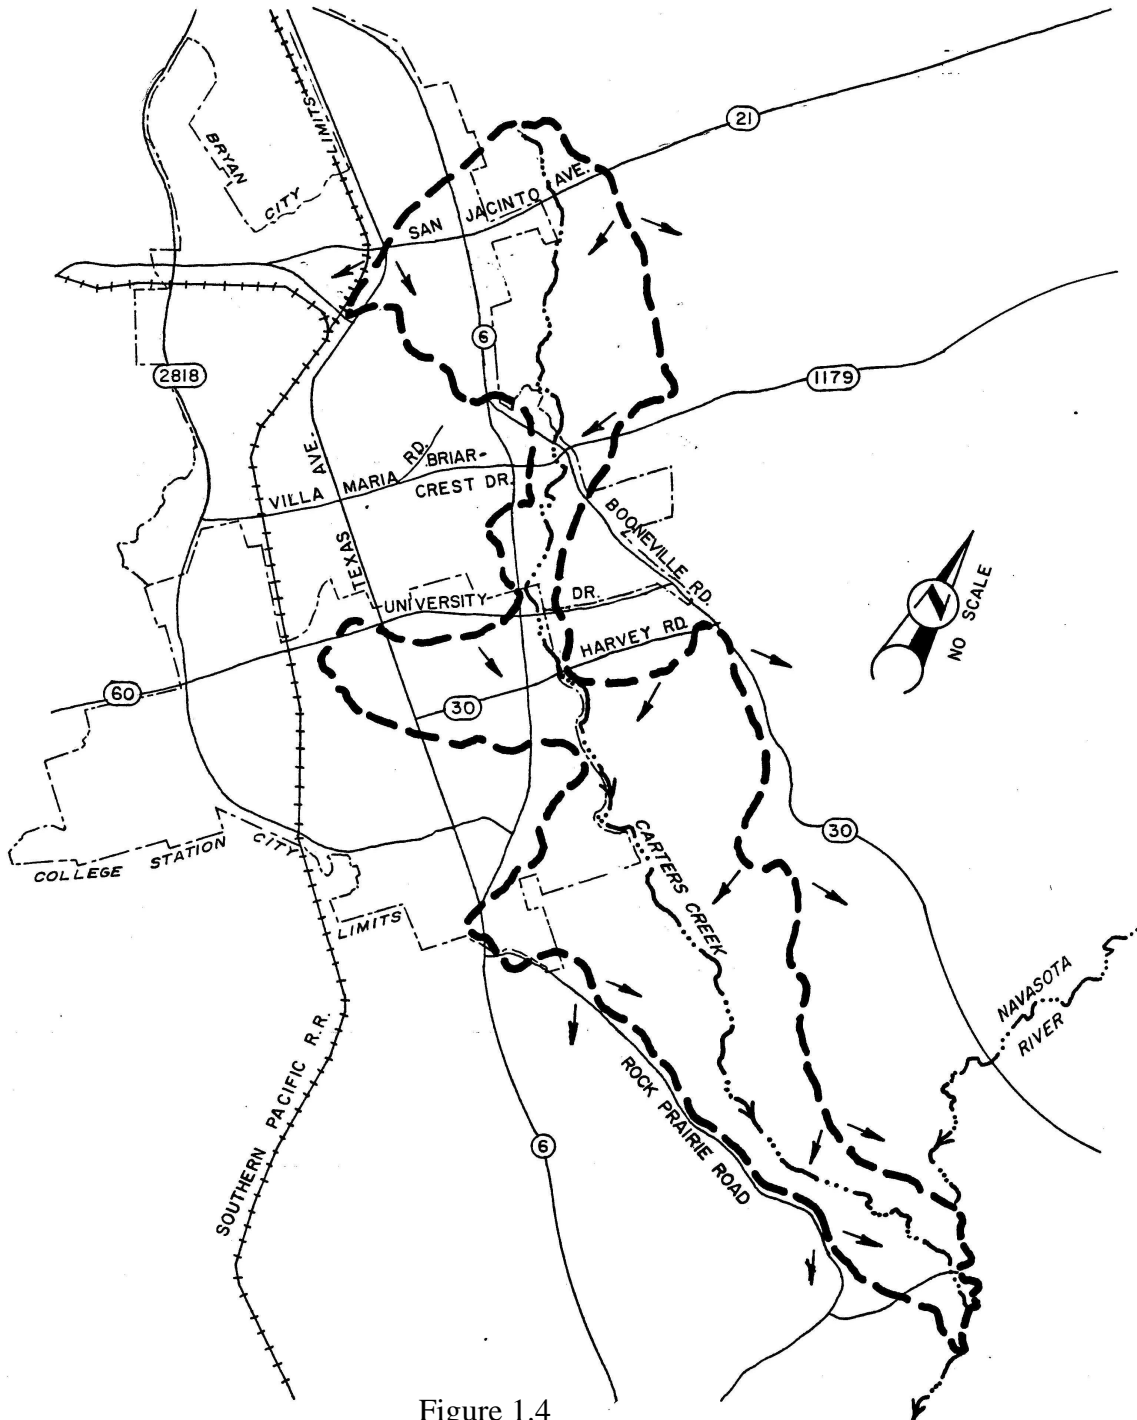 BRYAN
CITY
LIMITS
21
SAN JACINTO AVE.
6
2818
1179
VILLA MARIA RD.
BRIAR-
CREST DR.
TEXAS AVE.
BOONEVILLE RD.
UNIVERSITY DR.
HARVEY RD.
NO SCALE
60
30
COLLEGE STATION CITY
LIMITS
CARTERS CREEK
30
NAVASOTA
RIVER
SOUTHERN PACIFIC R.R.
ROCK PRAIRIE ROAD
6
Figure 1.4